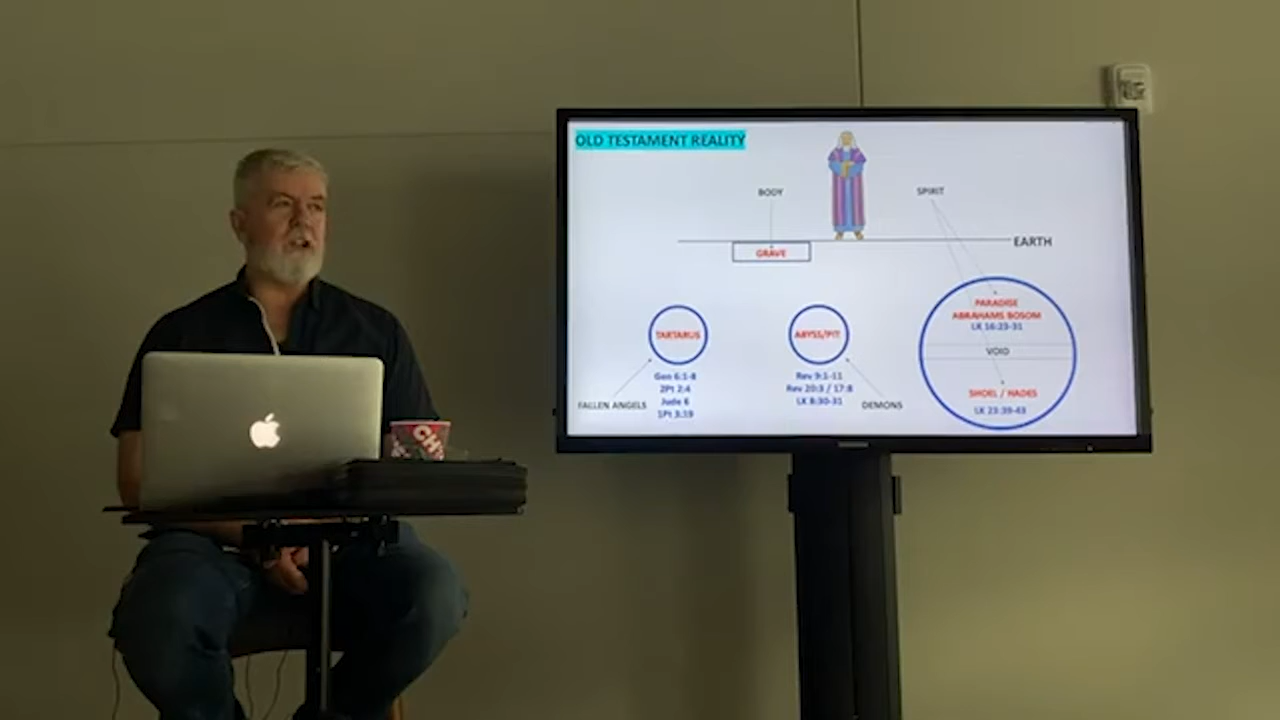 OLD TESTAMENT REALITY
BODY
SPIRIT
EARTH
GRAVE
TARTARUS
Gen 6:1-8
2Pt 2:4
Jude 6
1Pt 3:19
FALLEN ANGELS
ABYSS/PIT
Rev 9:1-11
Rev 20:3 / 17:8
LK 8:30-31
DEMONS
PARADISE
ABRAHAMS BOSOM
LK 16:23-31
VOID
SHOEL / HADES
LK 23:39-43
CH